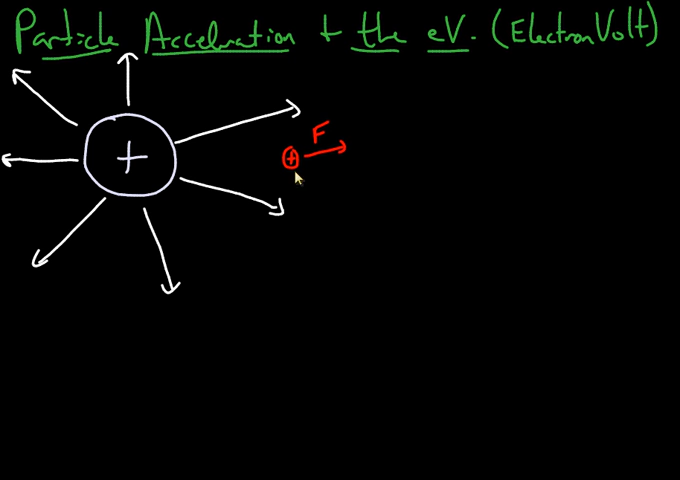 Particle Acceleration + the eV. (ElectronVolt)
F
+
+